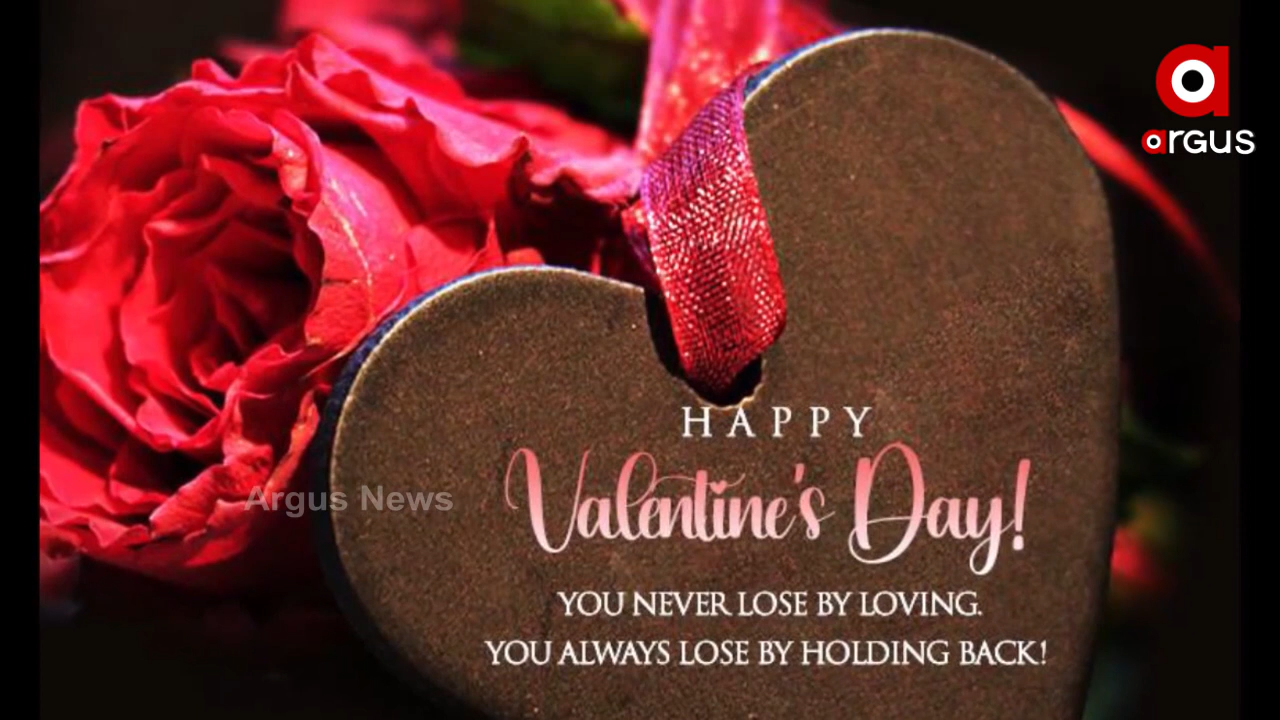 argus
Argus News
HAPPY
Valentine's Day!
YOU NEVER LOSE BY LOVING.
YOU ALWAYS LOSE BY HOLDING BACK!